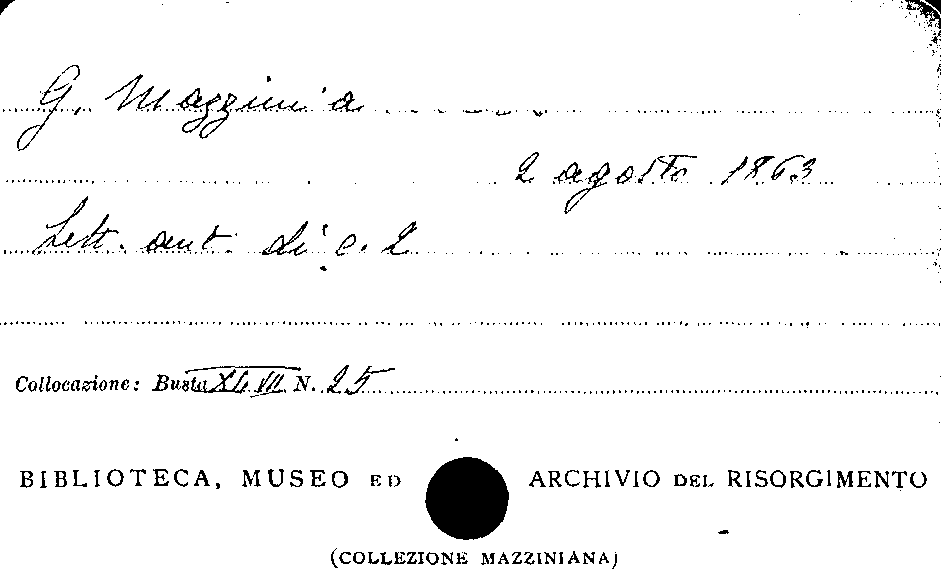 G. Mazzini a . . . . . .
2 agosto 1863
Lett. aut. di c. 2
Collocazione: Busta XLVII N. 25
BIBLIOTECA, MUSEO ED ARCHIVIO DEL RISORGIMENTO
(COLLEZIONE MAZZINIANA)